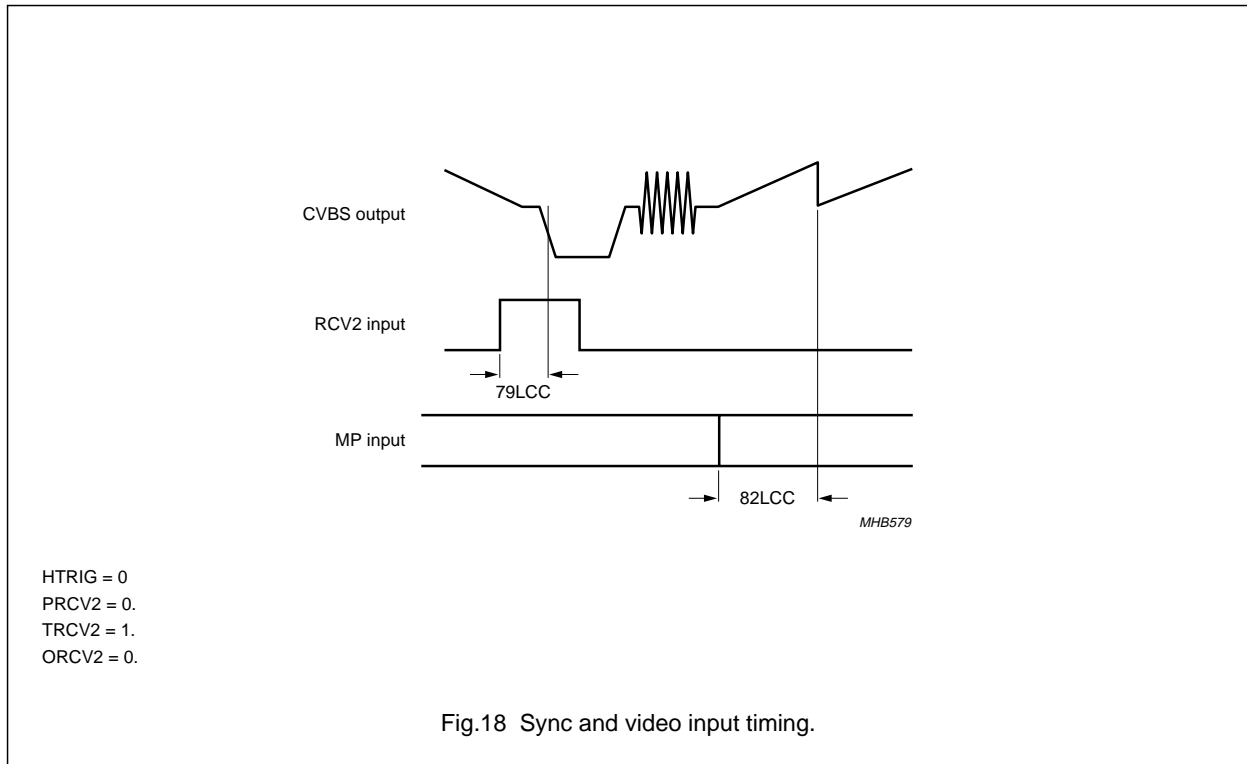 CVBS output
RCV2 input
79LCC
MP input
82LCC
MHB579
HTRIG = 0
PRCV2 = 0.
TRCV2 = 1.
ORCV2 = 0.
Fig.18 Sync and video input timing.